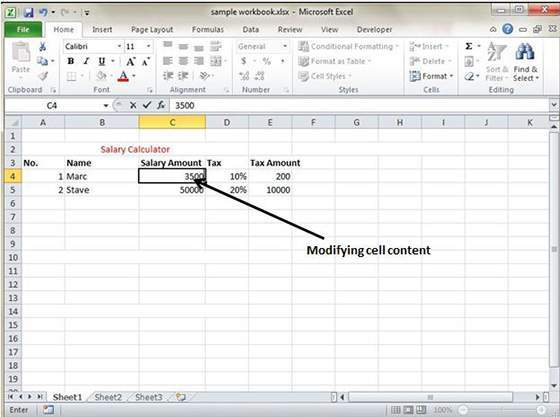 sample workbook.xlsx - Microsoft Excel
File Home Insert Page Layout Formulas Data Review View Developer
Calibri 11 General Conditional Formatting Insert
Paste Format as Table Delete Sort & Find &
Cell Styles Format Filter Select
Clipboard Font Alignment Number Styles Cells Editing
C4 fx 3500
A B C D E F G H I J K
1
2 Salary Calculator
3 No. Name Salary Amount Tax Tax Amount
4 1 Marc 3500 10% 200
5 2 Stave 50000 20% 10000
6
7
8
9
Modifying cell content
10
11
12
13
14
15
16
17
18
19
Sheet1 Sheet2 Sheet3
Enter 100%